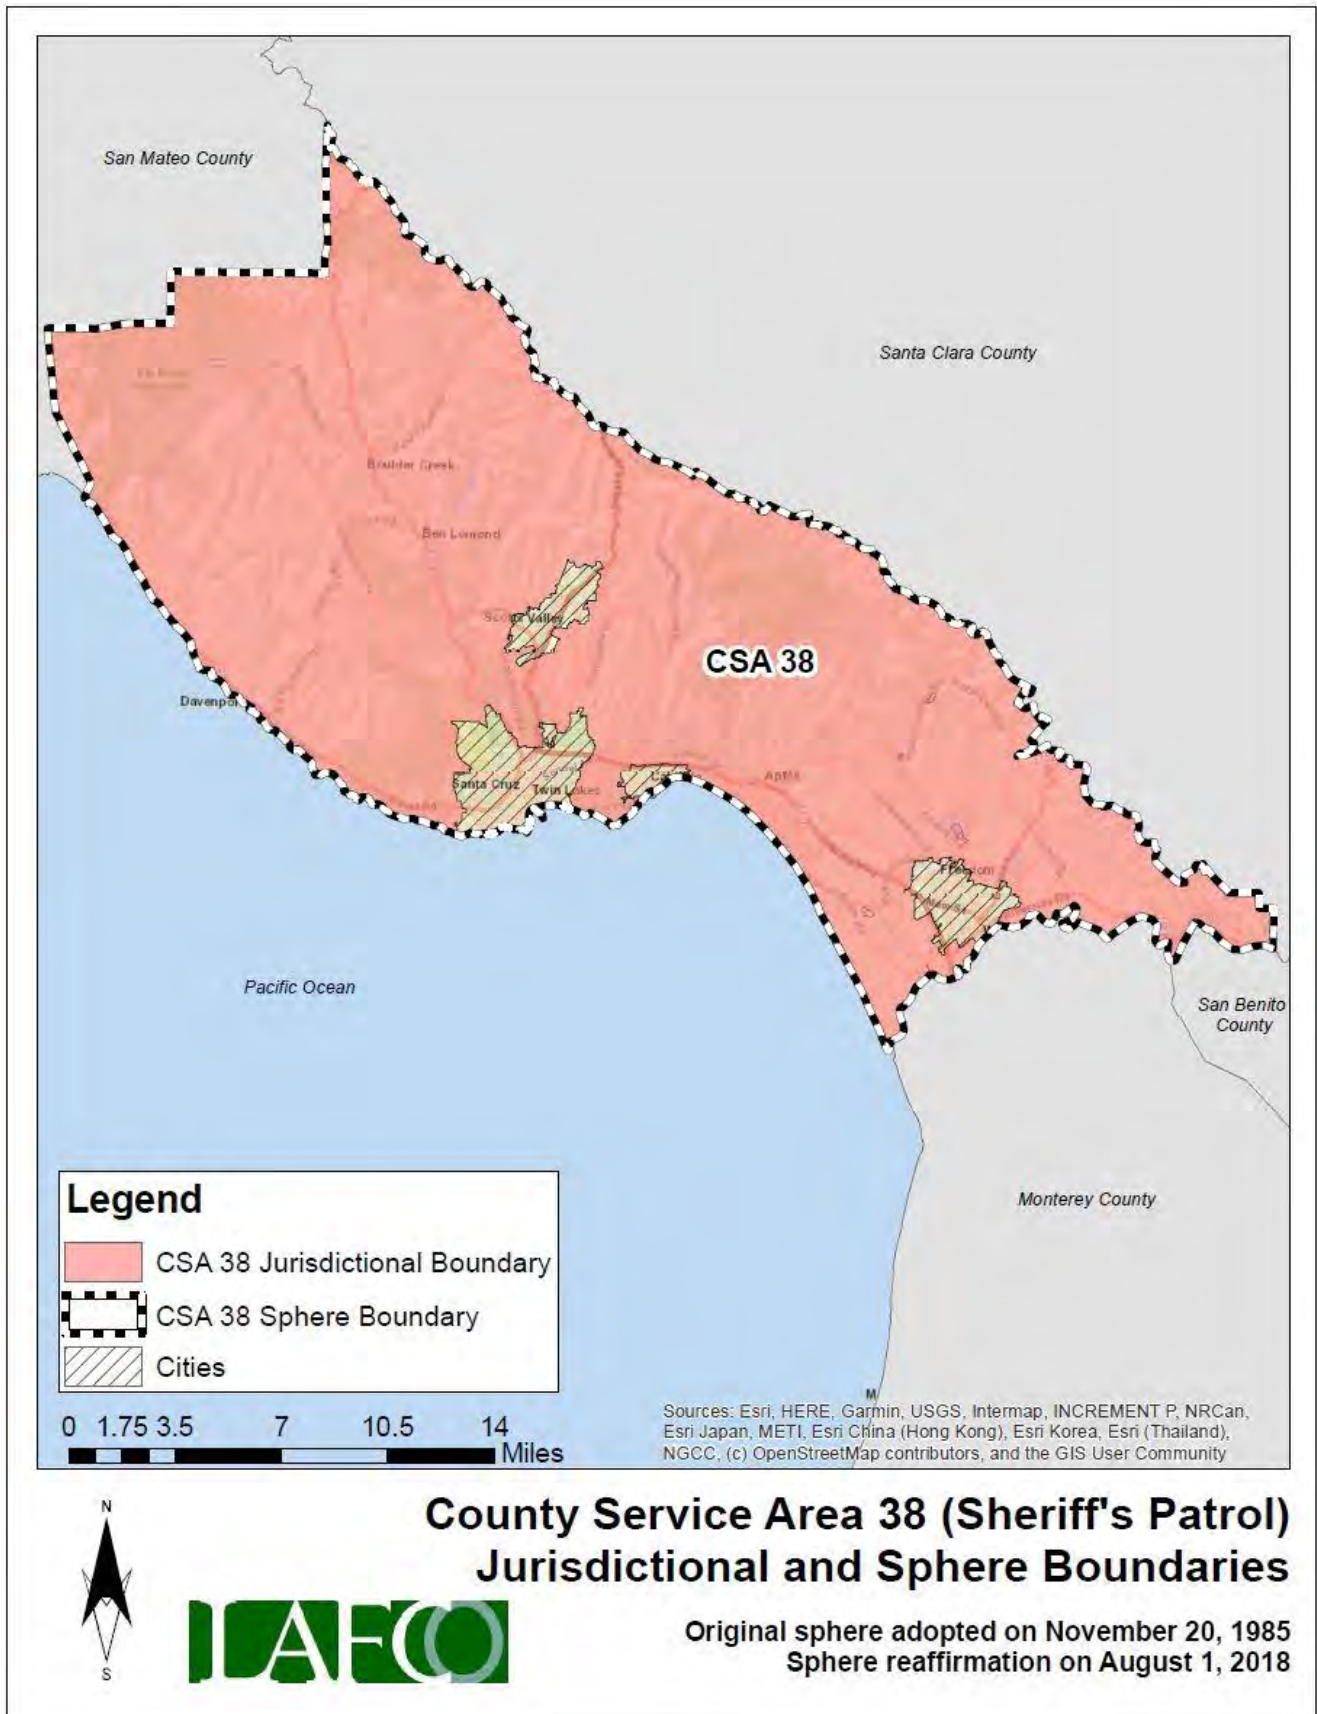 San Mateo County
Santa Clara County
Boulder Creek
Ben Lomond
Scotts Valley
CSA 38
Davenpor
Santa Cruz
Twin Lakes
Aptos
Freedom
Pacific Ocean
San Benito
County
Monterey County
Legend
CSA 38 Jurisdictional Boundary
CSA 38 Sphere Boundary
Cities
0 1.75 3.5 7 10.5 14
Miles
M
Sources: Esri, HERE, Garmin, USGS, Intermap, INCREMENT P, NRCan,
Esri Japan, METI, Esri China (Hong Kong), Esri Korea, Esri (Thailand),
NGCC, (c) OpenStreetMap contributors, and the GIS User Community
N
S
LAFCO
County Service Area 38 (Sheriff's Patrol)
Jurisdictional and Sphere Boundaries
Original sphere adopted on November 20, 1985
Sphere reaffirmation on August 1, 2018